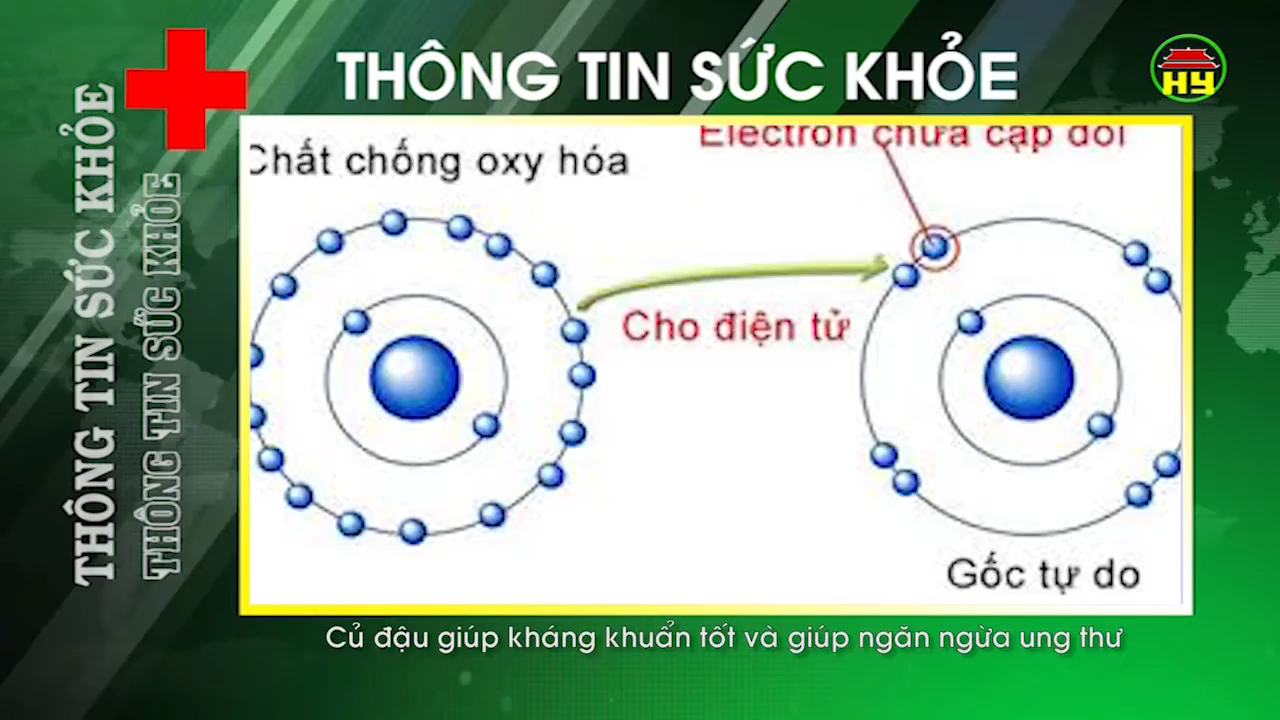 THÔNG TIN SỨC KHỎE
HY
THÔNG TIN SỨC KHỎE
THÔNG TIN SỨC KHỎE
Chất chống oxy hóa
Electron chưa cặp đôi
Cho điện tử
Gốc tự do
Củ đậu giúp kháng khuẩn tốt và giúp ngăn ngừa ung thư